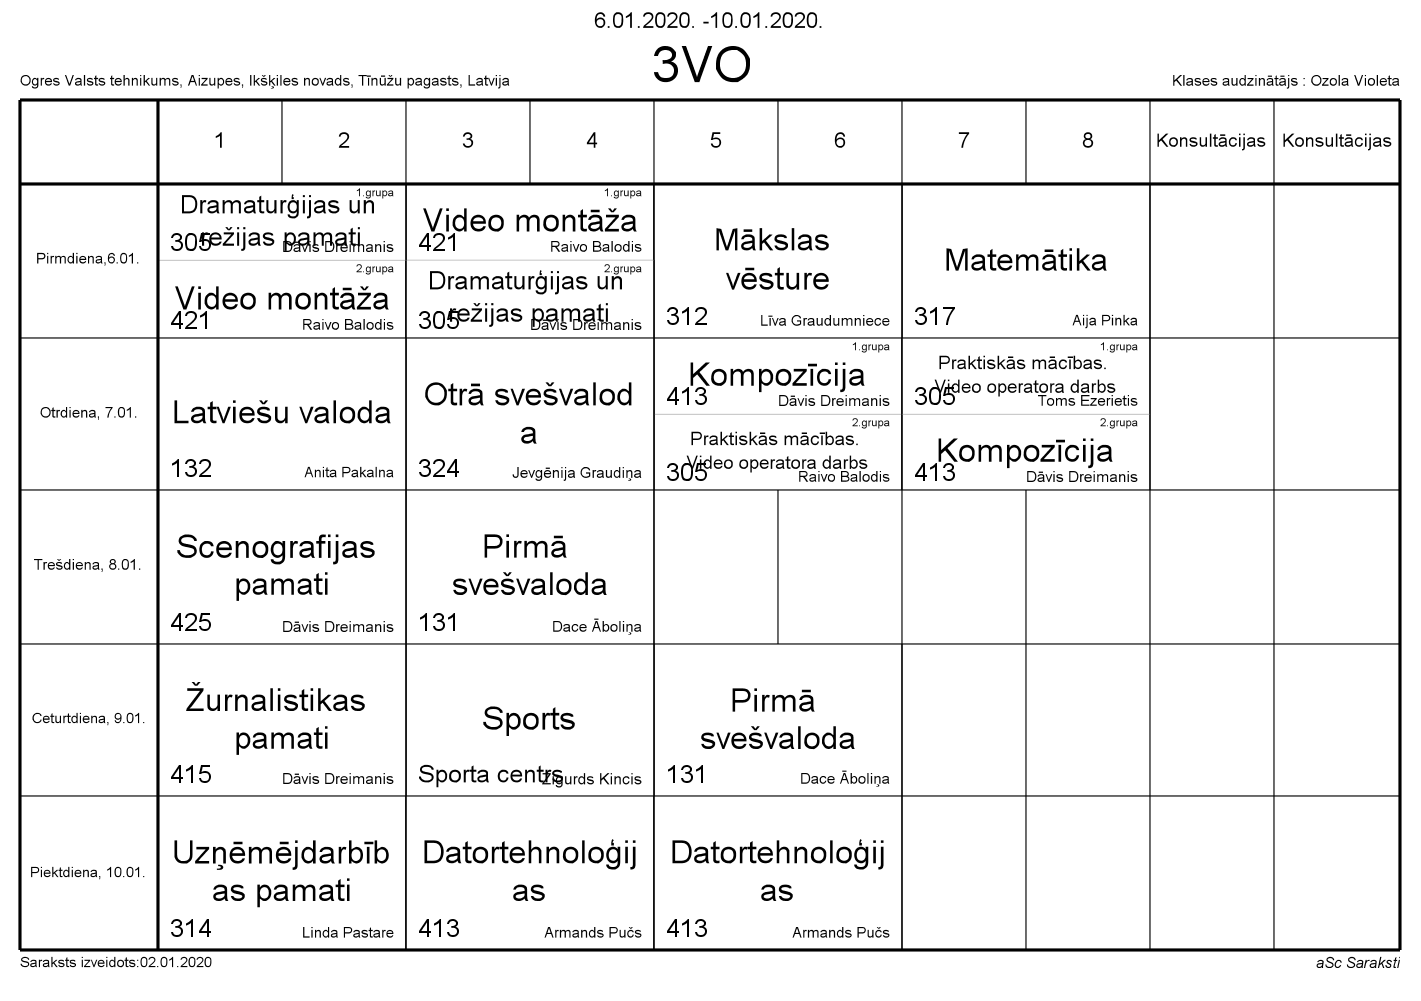 6.01.2020. -10.01.2020.
3VO
Ogres Valsts tehnikums, Aizupes, Ikšķiles novads, Tīnūžu pagasts, Latvija
Klases audzinātājs : Ozola Violeta
1
2
3
4
5
6
7
8
Konsultācijas
Konsultācijas
Pirmdiena,6.01.
1.grupa
Dramaturģijas un
režijas pamati
305
Dāvis Dreimanis
2.grupa
Video montāža
421
Raivo Balodis
1.grupa
Video montāža
421
Raivo Balodis
2.grupa
Dramaturģijas un
režijas pamati
305
Dāvis Dreimanis
Mākslas
vēsture
312
Līva Graudumniece
Matemātika
317
Aija Pinka
Otrdiena, 7.01.
Latviešu valoda
132
Anita Pakalna
Otrā svešvalod
a
324
Jevgēnija Graudiņa
1.grupa
Kompozīcija
413
Dāvis Dreimanis
2.grupa
Praktiskās mācības.
Video operatora darbs
305
Raivo Balodis
1.grupa
Praktiskās mācības.
Video operatora darbs
305
Toms Ezerietis
2.grupa
Kompozīcija
413
Dāvis Dreimanis
Trešdiena, 8.01.
Scenografijas
pamati
425
Dāvis Dreimanis
Pirmā
svešvaloda
131
Dace Āboliņa
Ceturtdiena, 9.01.
Žurnalistikas
pamati
415
Dāvis Dreimanis
Sports
Sporta centrs
Zigurds Kincis
Pirmā
svešvaloda
131
Dace Āboliņa
Piektdiena, 10.01.
Uzņēmējdarbīb
as pamati
314
Linda Pastare
Datortehnoloģij
as
413
Armands Pučs
Datortehnoloģij
as
413
Armands Pučs
Saraksts izveidots:02.01.2020
aSc Saraksti